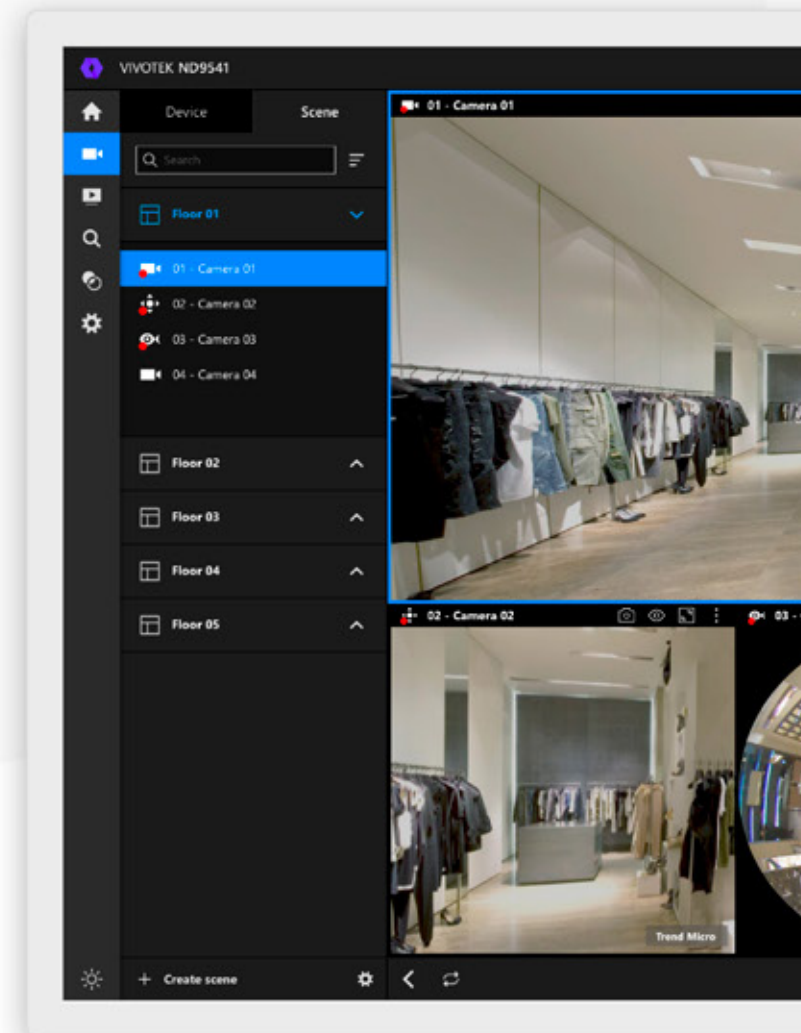 VIVOTEK ND9541
Device
Scene
Search
Floor 01
01 - Camera 01
02 - Camera 02
03 - Camera 03
04 - Camera 04
Floor 02
Floor 03
Floor 04
Floor 05
Create scene
01 - Camera 01
02 - Camera 02
03 -
Trend Micro